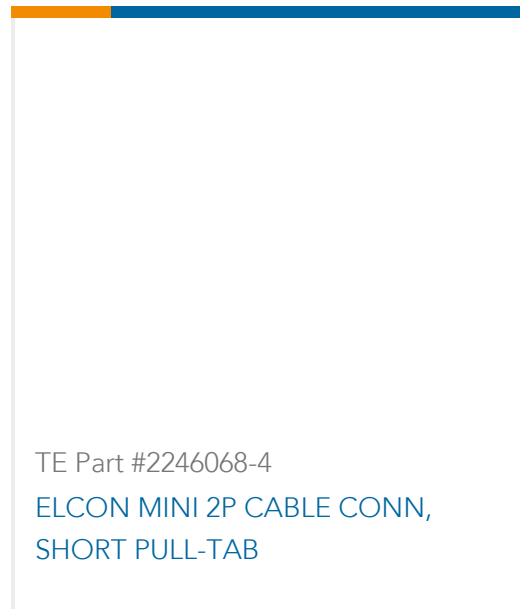 TE Part #2246068-4
ELCON MINI 2P CABLE CONN,
SHORT PULL-TAB